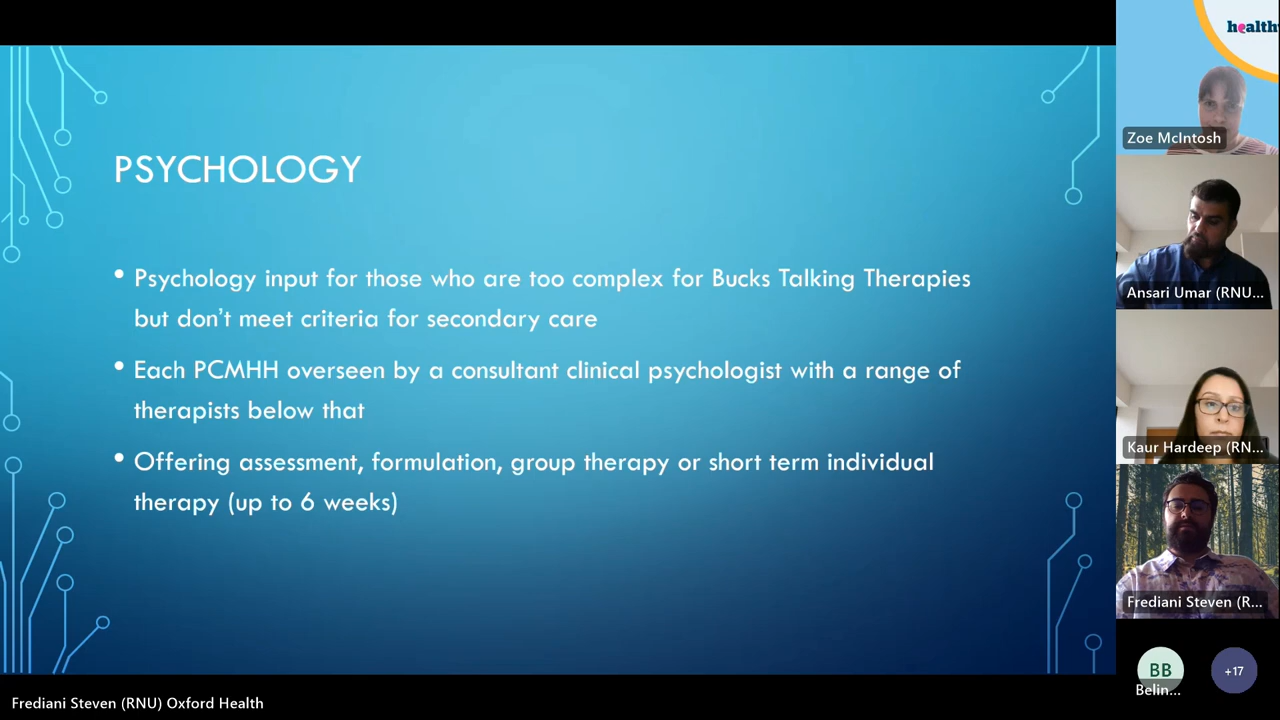 PSYCHOLOGY
• Psychology input for those who are too complex for Bucks Talking Therapies
but don’t meet criteria for secondary care
• Each PCMHH overseen by a consultant clinical psychologist with a range of
therapists below that
• Offering assessment, formulation, group therapy or short term individual
therapy (up to 6 weeks)
health
Zoe McIntosh
Ansari Umar (RNU...
Kaur Hardeep (RN...
Frediani Steven (R...
BB
Belin...
+17
Frediani Steven (RNU) Oxford Health